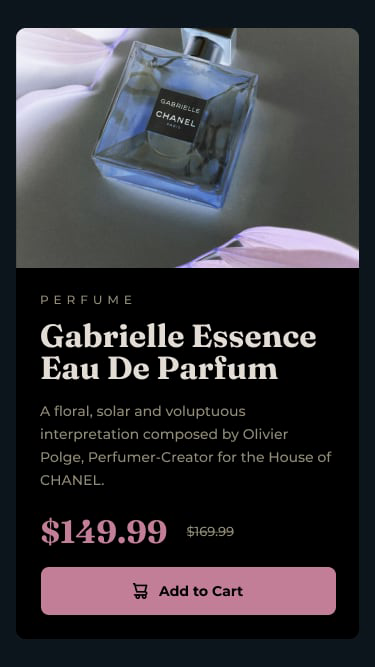 GABRIELLE
CHANEL
PARIS
PERFUME
Gabrielle Essence
Eau De Parfum
A floral, solar and voluptuous
interpretation composed by Olivier
Polge, Perfumer-Creator for the House of
CHANEL.
$149.99 $169.99
Add to Cart